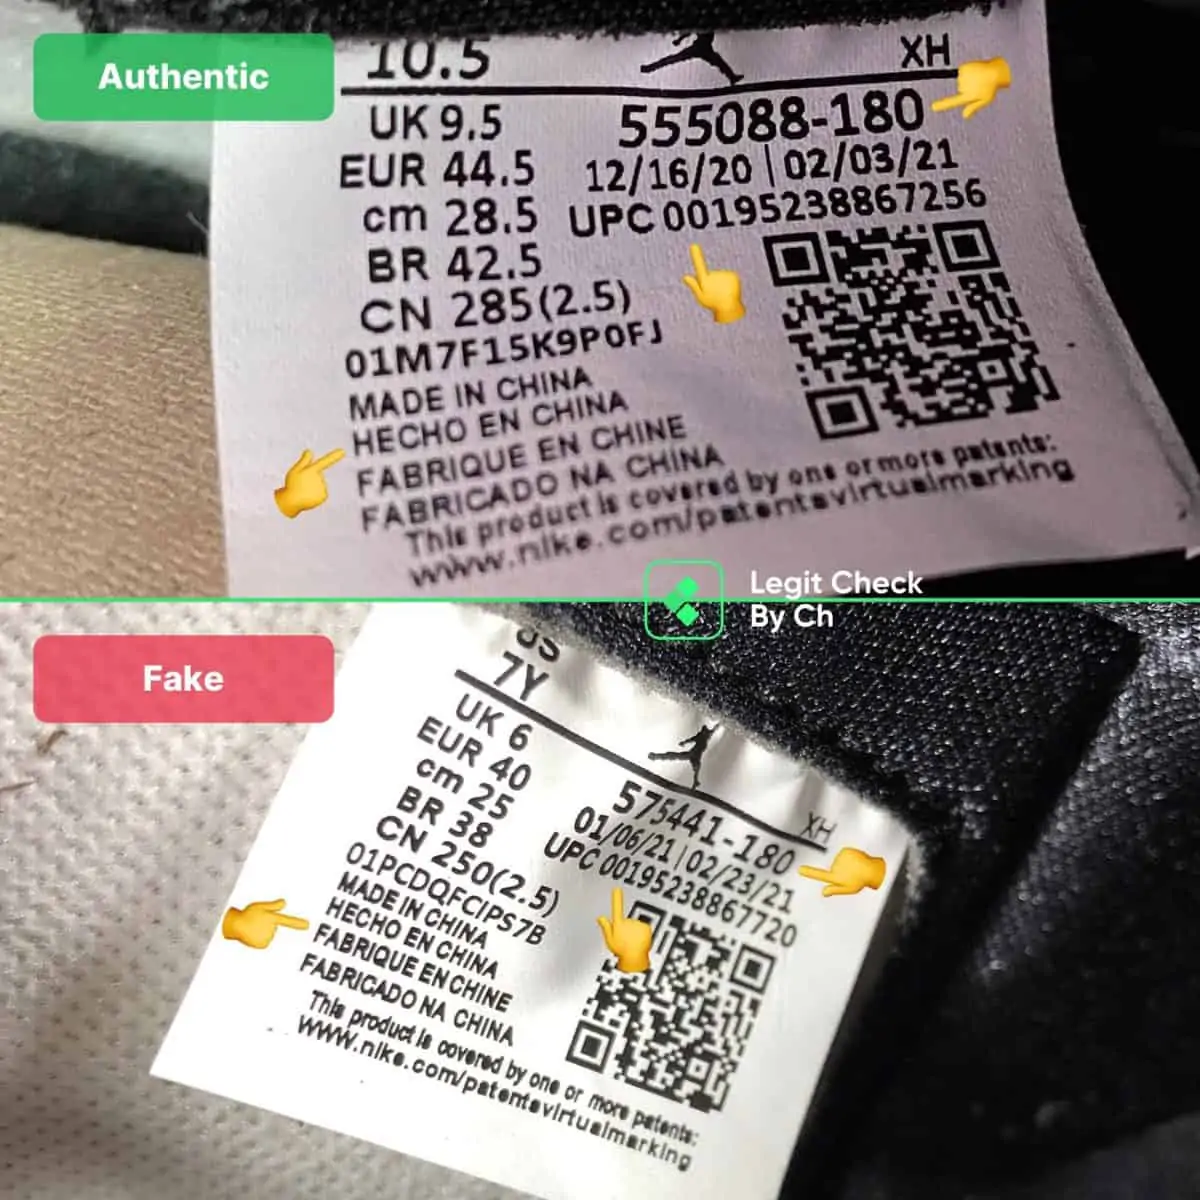 Authentic
10.5
XH
UK 9.5
555088-180
EUR 44.5
12/16/20 | 02/03/21
cm 28.5
UPC 00195238867256
BR 42.5
CN 285(2.5)
01M7F15K9P0FJ
MADE IN CHINA
HECHO EN CHINA
FABRIQUE EN CHINE
FABRICADO NA CHINA
This product is covered by one or more patents:
www.nike.com/patentsvirtualmarking
Legit Check
By Ch
Fake
US
7Y
UK 6
EUR 40
cm 25
BR 38
CN 250(2.5)
XH
575441-180
01/06/21 | 02/23/21
UPC 00195238867720
01PCDQFCIPS7B
MADE IN CHINA
HECHO EN CHINA
FABRIQUE EN CHINE
FABRICADO NA CHINA
This product is covered by one or more patents:
www.nike.com/patentsvirtualmarking